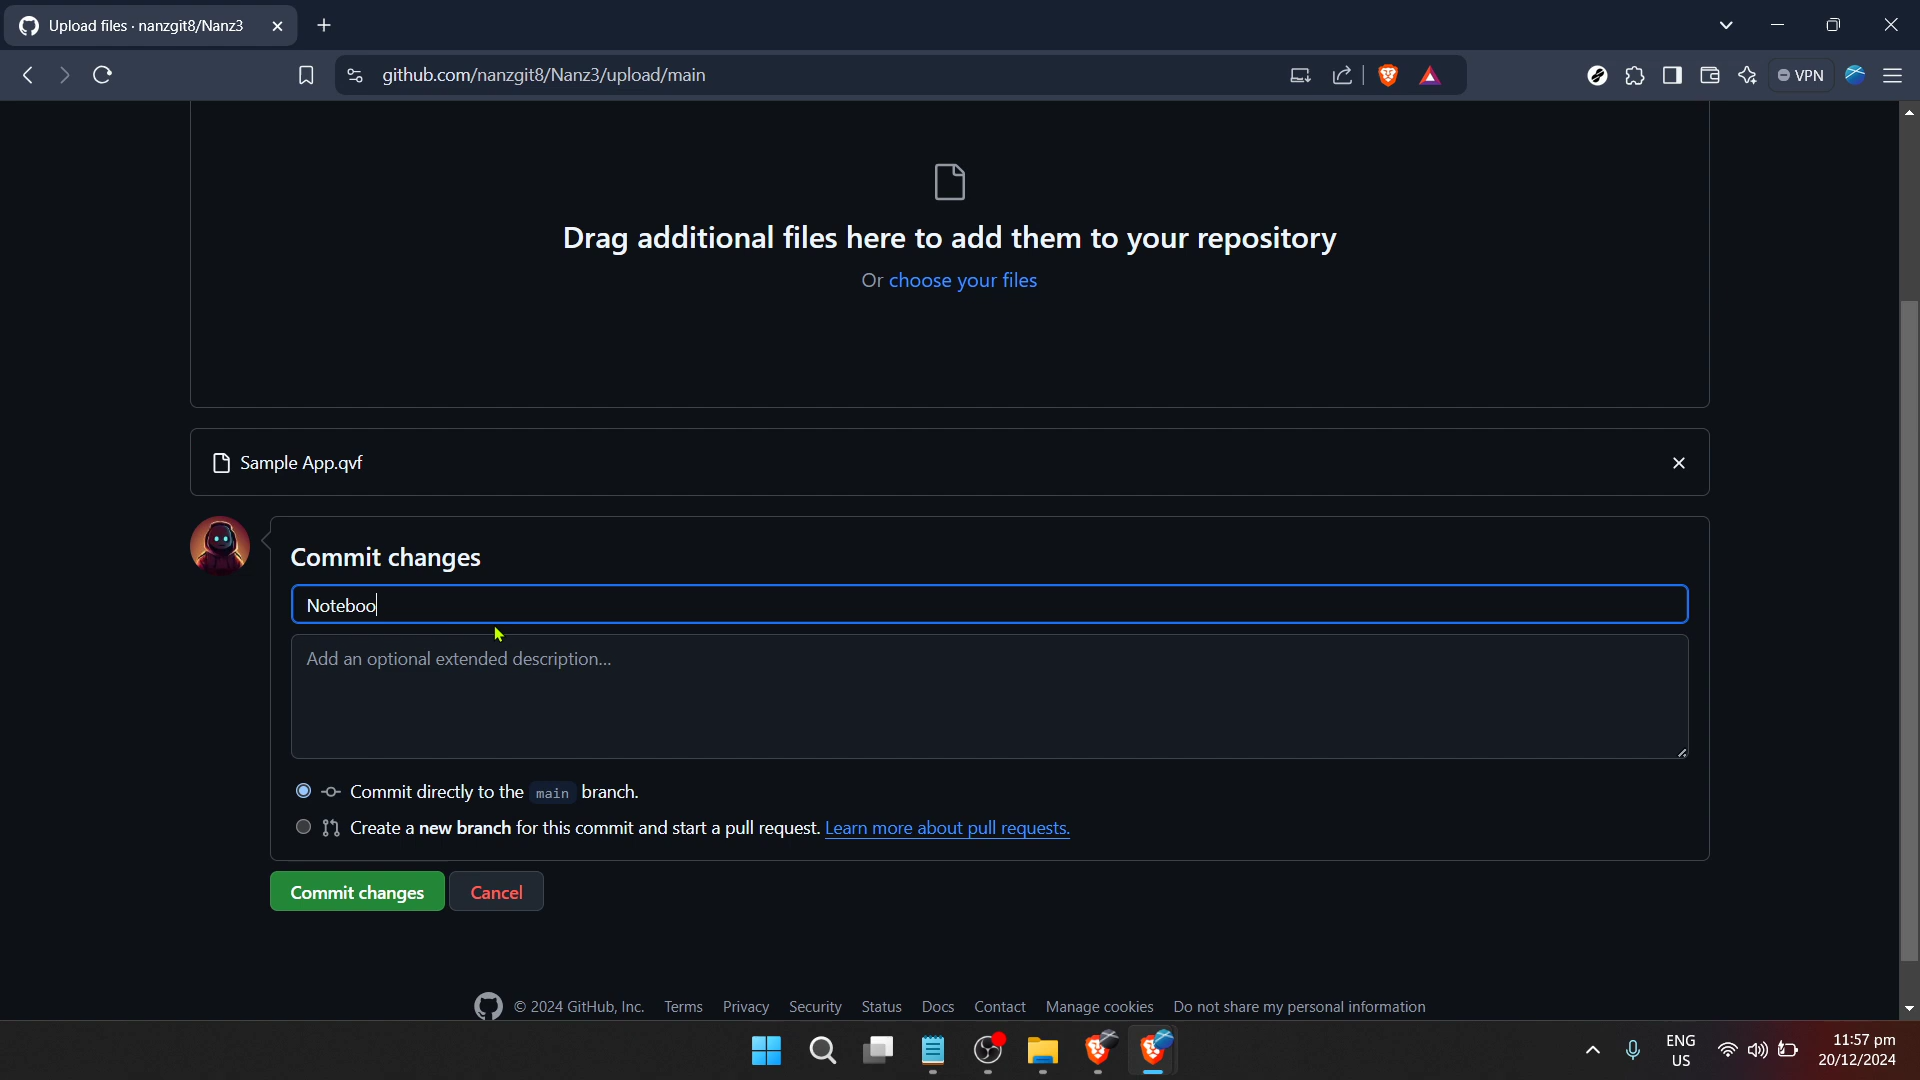 Upload files · nanzgit8/Nanz3
github.com/nanzgit8/Nanz3/upload/main
VPN
Drag additional files here to add them to your repository
Or choose your files
Sample App.qvf
Commit changes
Noteboo
Add an optional extended description...
Commit directly to the main branch.
Create a new branch for this commit and start a pull request. Learn more about pull requests.
Commit changes
Cancel
© 2024 GitHub, Inc. Terms Privacy Security Status Docs Contact Manage cookies Do not share my personal information
ENG
US
11:57 pm
20/12/2024